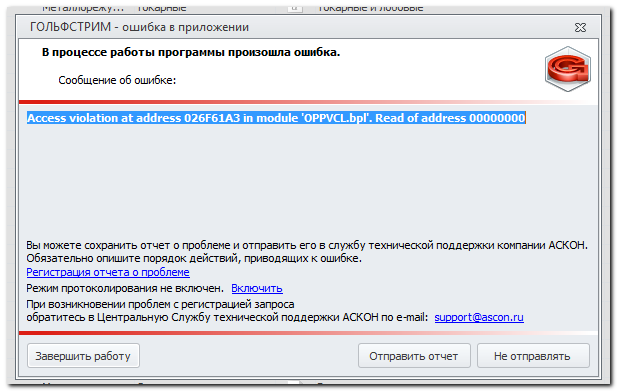 Металлорежу... Токарные Токарные и лобовые
ГОЛЬФСТРИМ - ошибка в приложении
В процессе работы программы произошла ошибка.
Сообщение об ошибке:
Access violation at address 026F61A3 in module 'OPPVCL.bpl'. Read of address 00000000
Вы можете сохранить отчет о проблеме и отправить его в службу технической поддержки компании АСКОН.
Обязательно опишите порядок действий, приводящих к ошибке.
Регистрация отчета о проблеме
Режим протоколирования не включен. Включить
При возникновении проблем с регистрацией запроса
обратитесь в Центральную Службу технической поддержки АСКОН по e-mail: support@ascon.ru
Завершить работу Отправить отчет Не отправлять